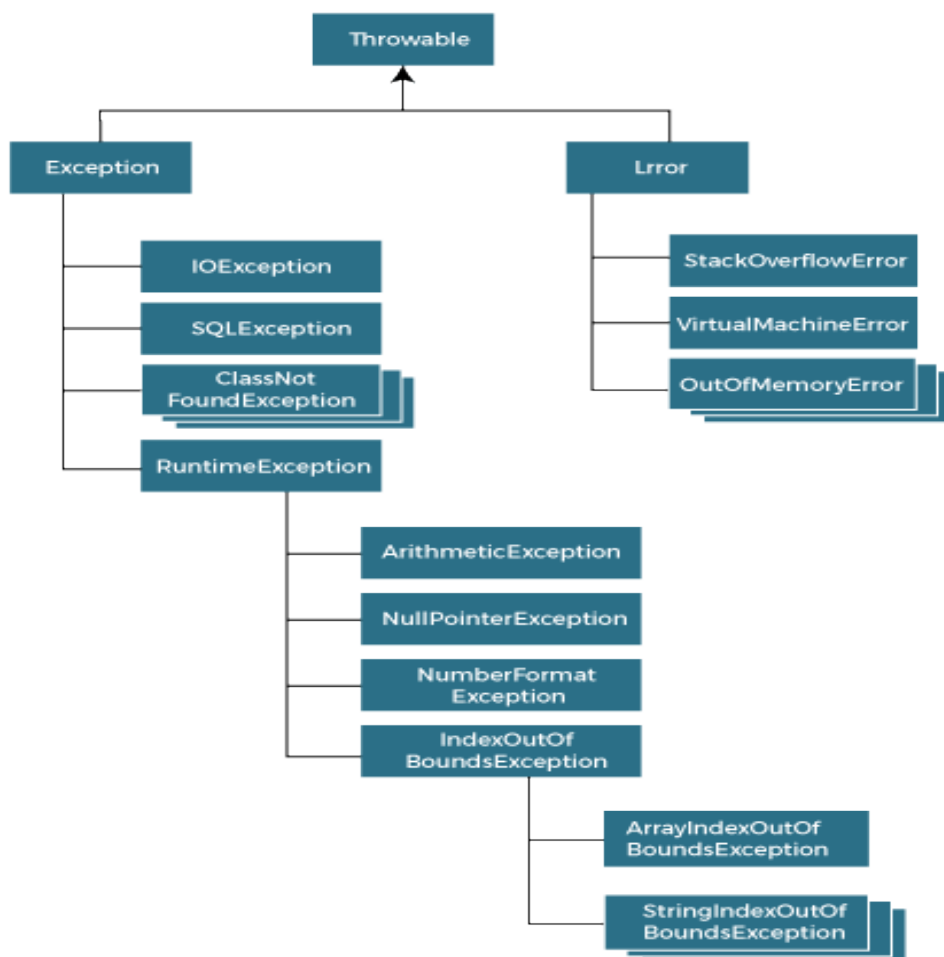 Throwable
Exception
Lrror
IOException
StackOverflowError
SQLException
VirtualMachineError
ClassNot
FoundException
OutOfMemoryError
RuntimeException
ArithmeticException
NullPointerException
NumberFormat
Exception
IndexOutOf
BoundsException
ArrayIndexOutOf
BoundsException
StringIndexOutOf
BoundsException